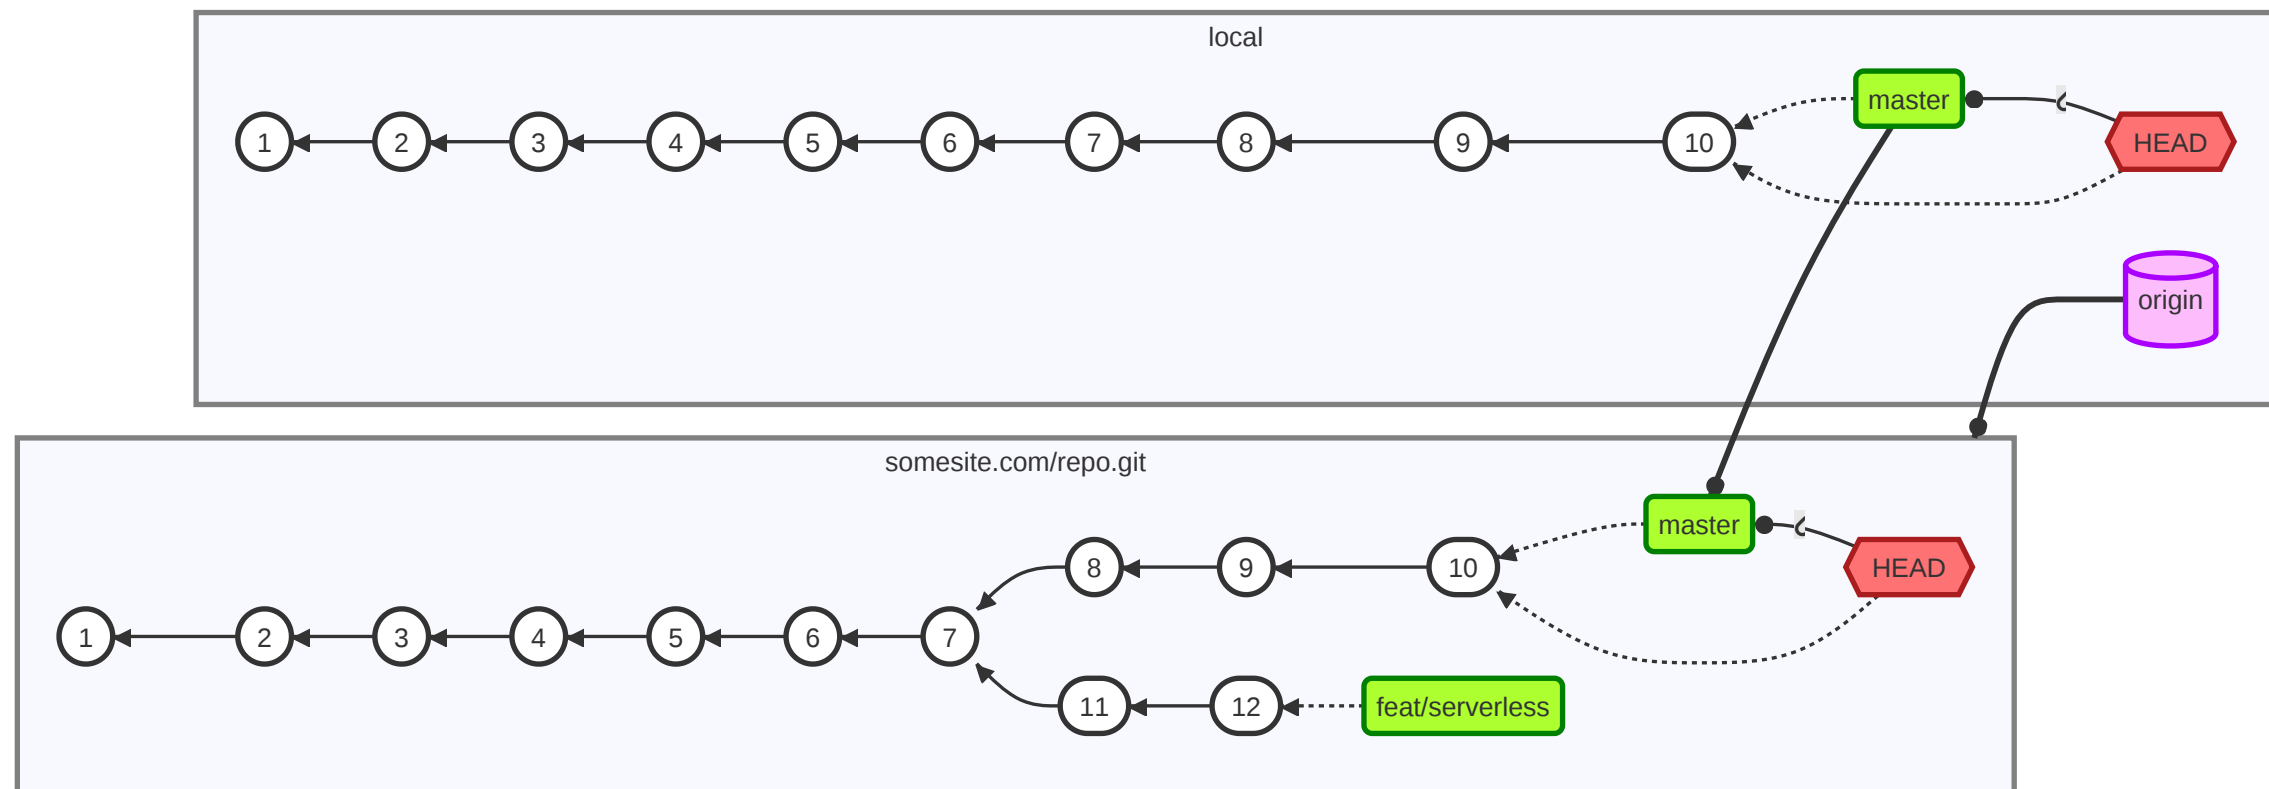 local
master
1 2 3 4 5 6 7 8 9 10 HEAD
origin
somesite.com/repo.git
master
8 9 10 HEAD
1 2 3 4 5 6 7
11 12 feat/serverless